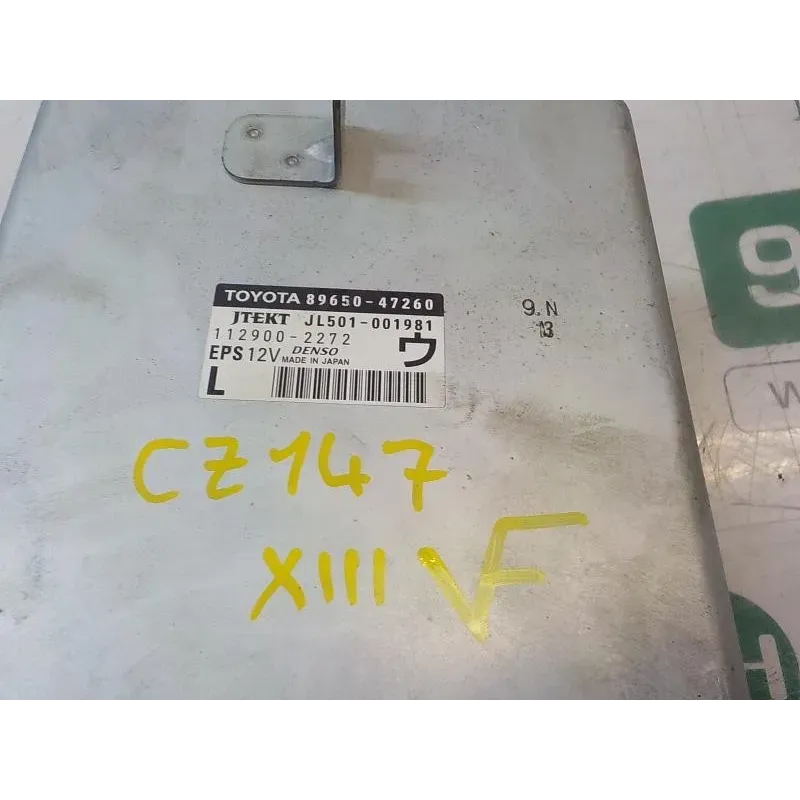 TOYOTA 89650-47260
JTEKT JL501-001981
112900-2272 ウ
EPS 12V DENSO MADE IN JAPAN
L
9. N
13
CZ147
XIII VF
9
W